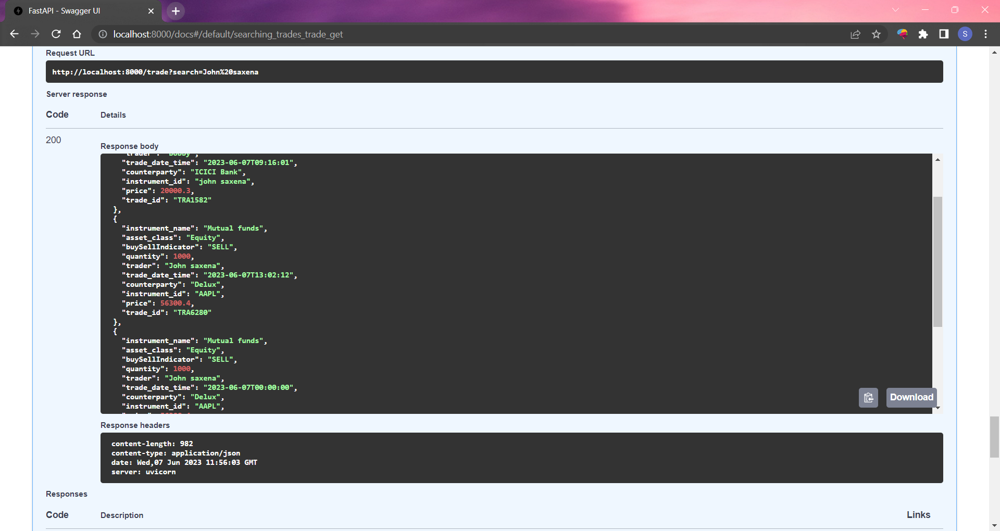 FastAPI - Swagger UI
localhost:8000/docs#/default/searching_trades_trade_get
S
Request URL
http://localhost:8000/trade?search=John%20saxena
Server response
Code Details
200
Response body
"trader": "Bobby",
"trade_date_time": "2023-06-07T09:16:01",
"counterparty": "ICICI Bank",
"instrument_id": "john saxena",
"price": 20000.3,
"trade_id": "TRA1582"
},
{
"instrument_name": "Mutual funds",
"asset_class": "Equity",
"buySellIndicator": "SELL",
"quantity": 1000,
"trader": "John saxena",
"trade_date_time": "2023-06-07T13:02:12",
"counterparty": "Delux",
"instrument_id": "AAPL",
"price": 56300.4,
"trade_id": "TRA6280"
},
{
"instrument_name": "Mutual funds",
"asset_class": "Equity",
"buySellIndicator": "SELL",
"quantity": 1000,
"trader": "John saxena",
"trade_date_time": "2023-06-07T00:00:00",
"counterparty": "Delux",
"instrument_id": "AAPL",
Download
Response headers
content-length: 982
content-type: application/json
date: Wed,07 Jun 2023 11:56:03 GMT
server: uvicorn
Responses
Code Description Links